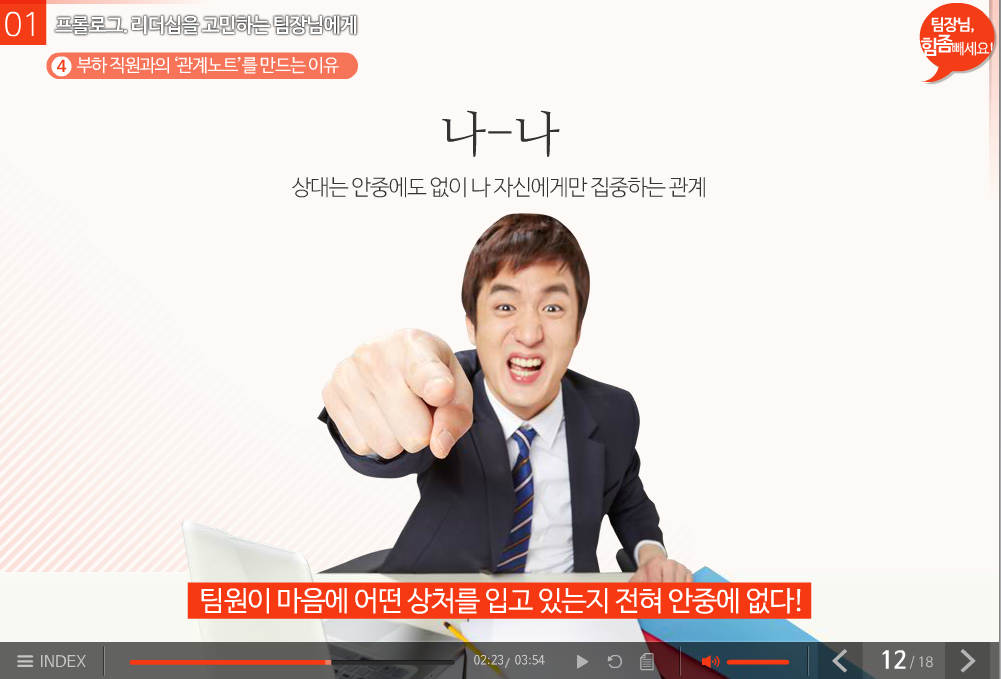 01 프롤로그. 리더십을 고민하는 팀장님에게
팀장님,
힘좀빼세요!
4 부하 직원과의 '관계노트'를 만드는 이유
나-나
상대는 안중에도 없이 나 자신에게만 집중하는 관계
팀원이 마음에 어떤 상처를 입고 있는지 전혀 안중에 없다!
INDEX 02:23/ 03:54 12 / 18